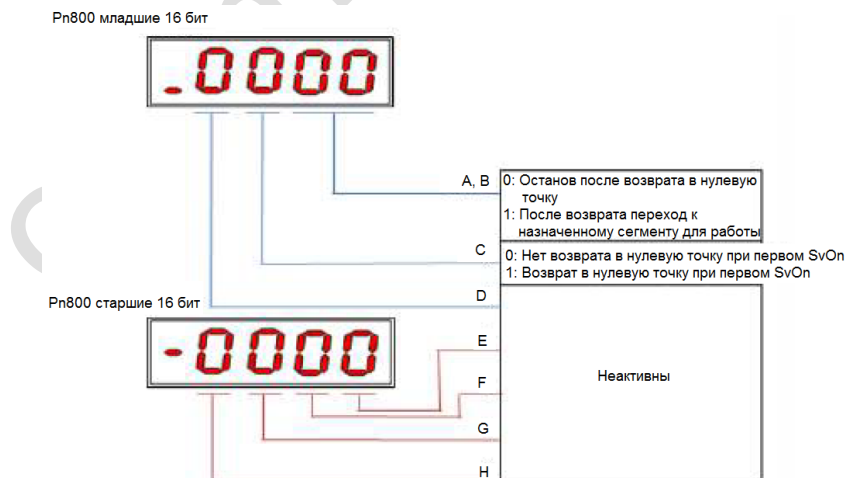 Pn800 младшие 16 бит
_0000
A, B
0: Останов после возврата в нулевую
точку
1: После возврата переход к
назначенному сегменту для работы
C
0: Нет возврата в нулевую точку при первом SvOn
1: Возврат в нулевую точку при первом SvOn
D
Pn800 старшие 16 бит
-0000
E
F
Неактивны
G
H